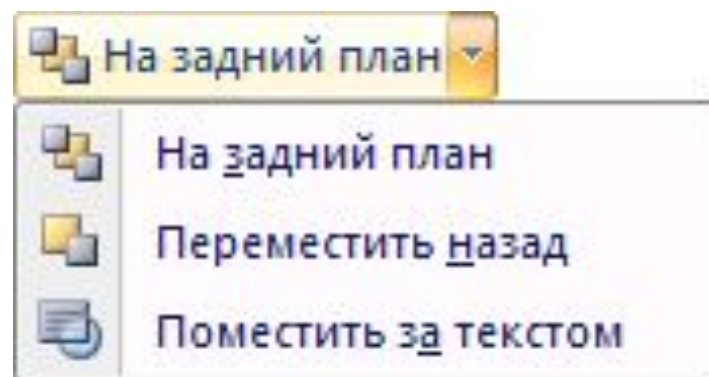 На задний план
На задний план
Переместить назад
Поместить за текстом